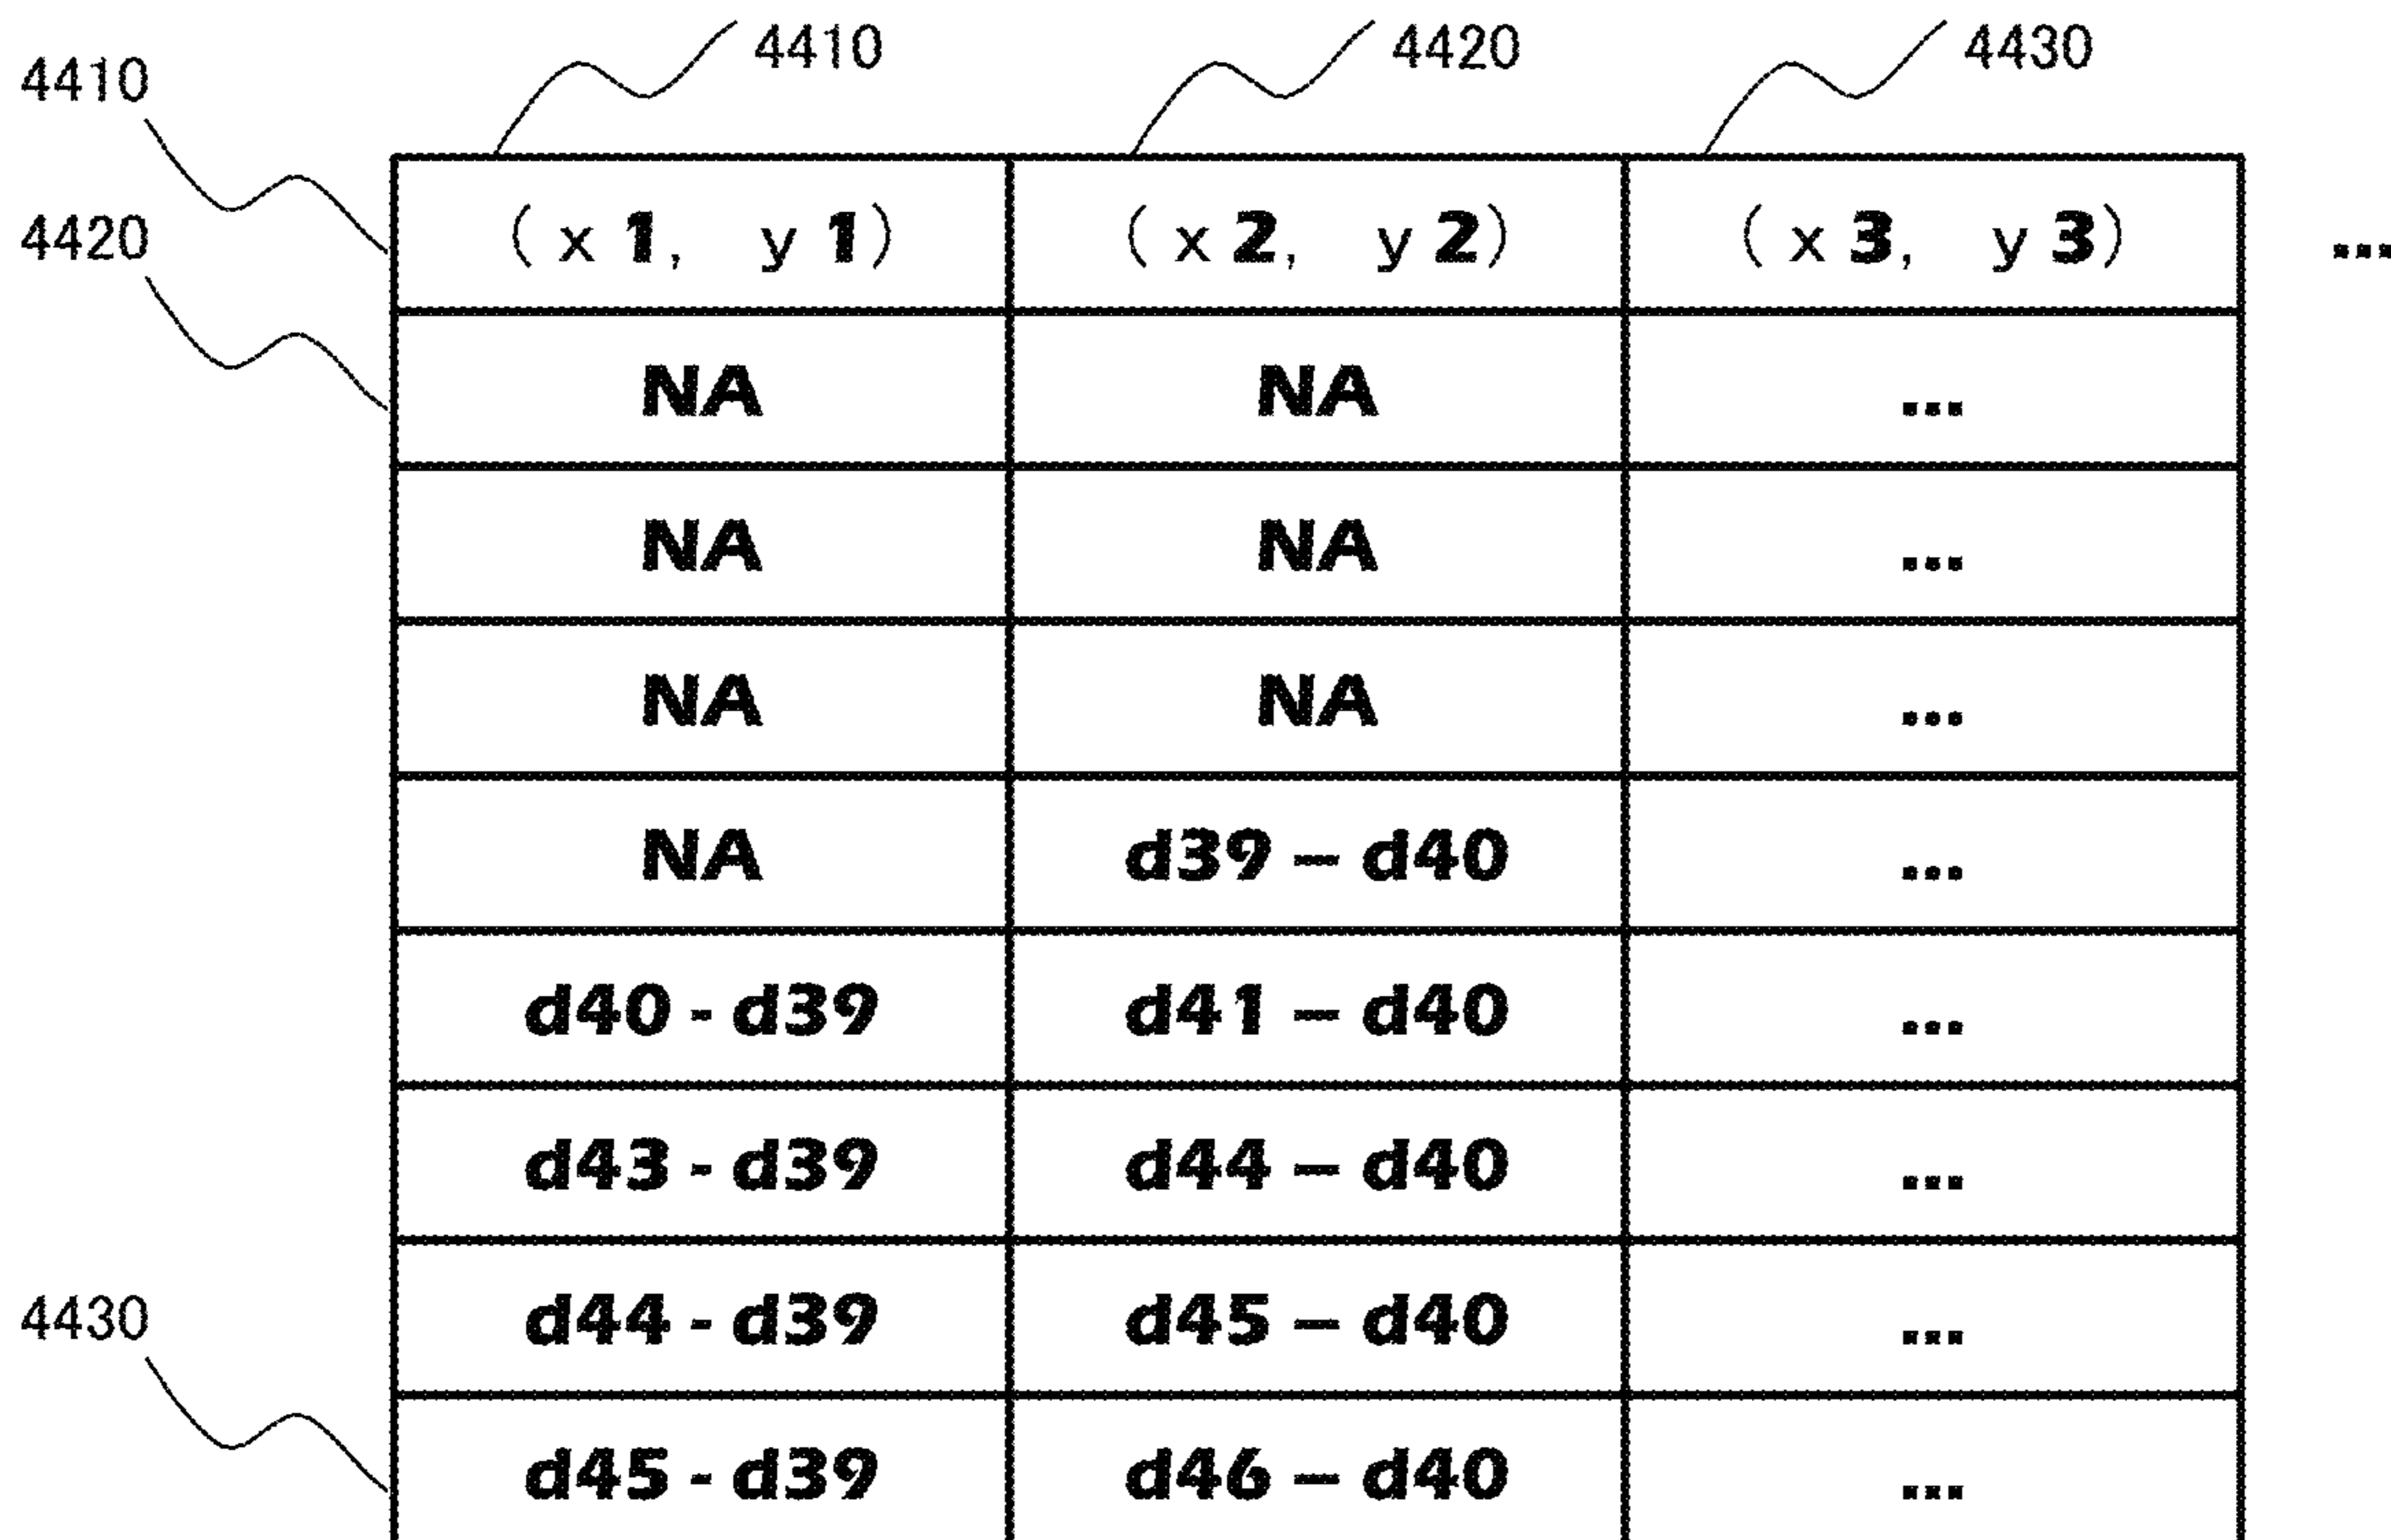 4410 4420 4430
4410
4420
(x1, y1) (x2, y2) (x3, y3) ...
NA NA ...
NA NA ...
NA NA ...
NA d39 – d40 ...
d40 - d39 d41 – d40 ...
d43 - d39 d44 – d40 ...
4430
d44 - d39 d45 – d40 ...
d45 - d39 d46 – d40 ...